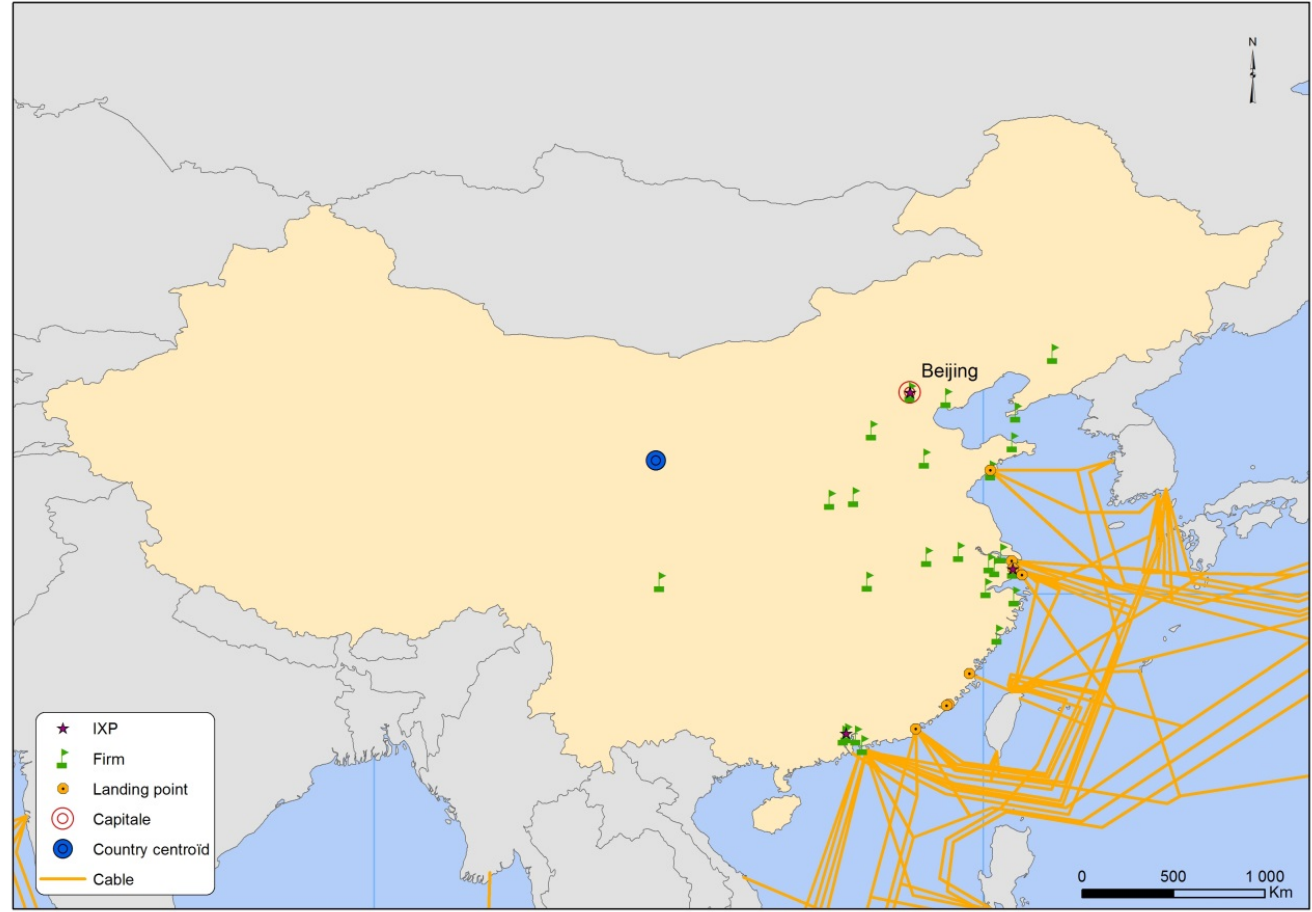 N
Beijing
IXP
Firm
Landing point
Capitale
Country centroïd
Cable
0 500 1 000
Km